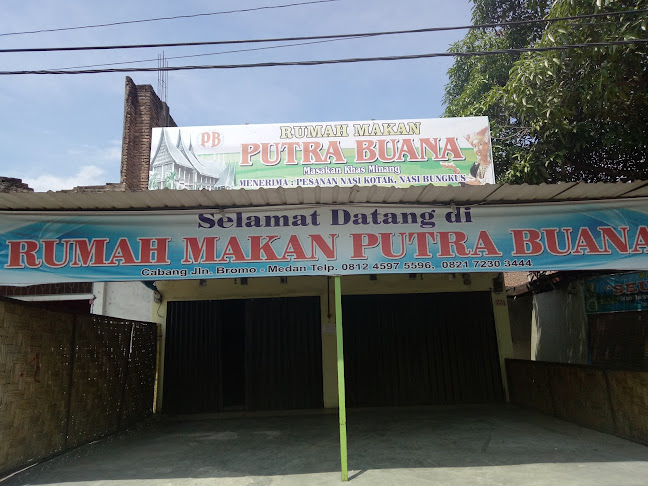 PB
RUMAH MAKAN
PUTRA BUANA
Masakan Khas Minang
MENERIMA : PESANAN NASI KOTAK, NASI BUNGKUS
Selamat Datang di
RUMAH MAKAN PUTRA BUANA
Cabang Jln. Bromo - Medan Telp. 0812 4597 5596, 0821 7230 3444